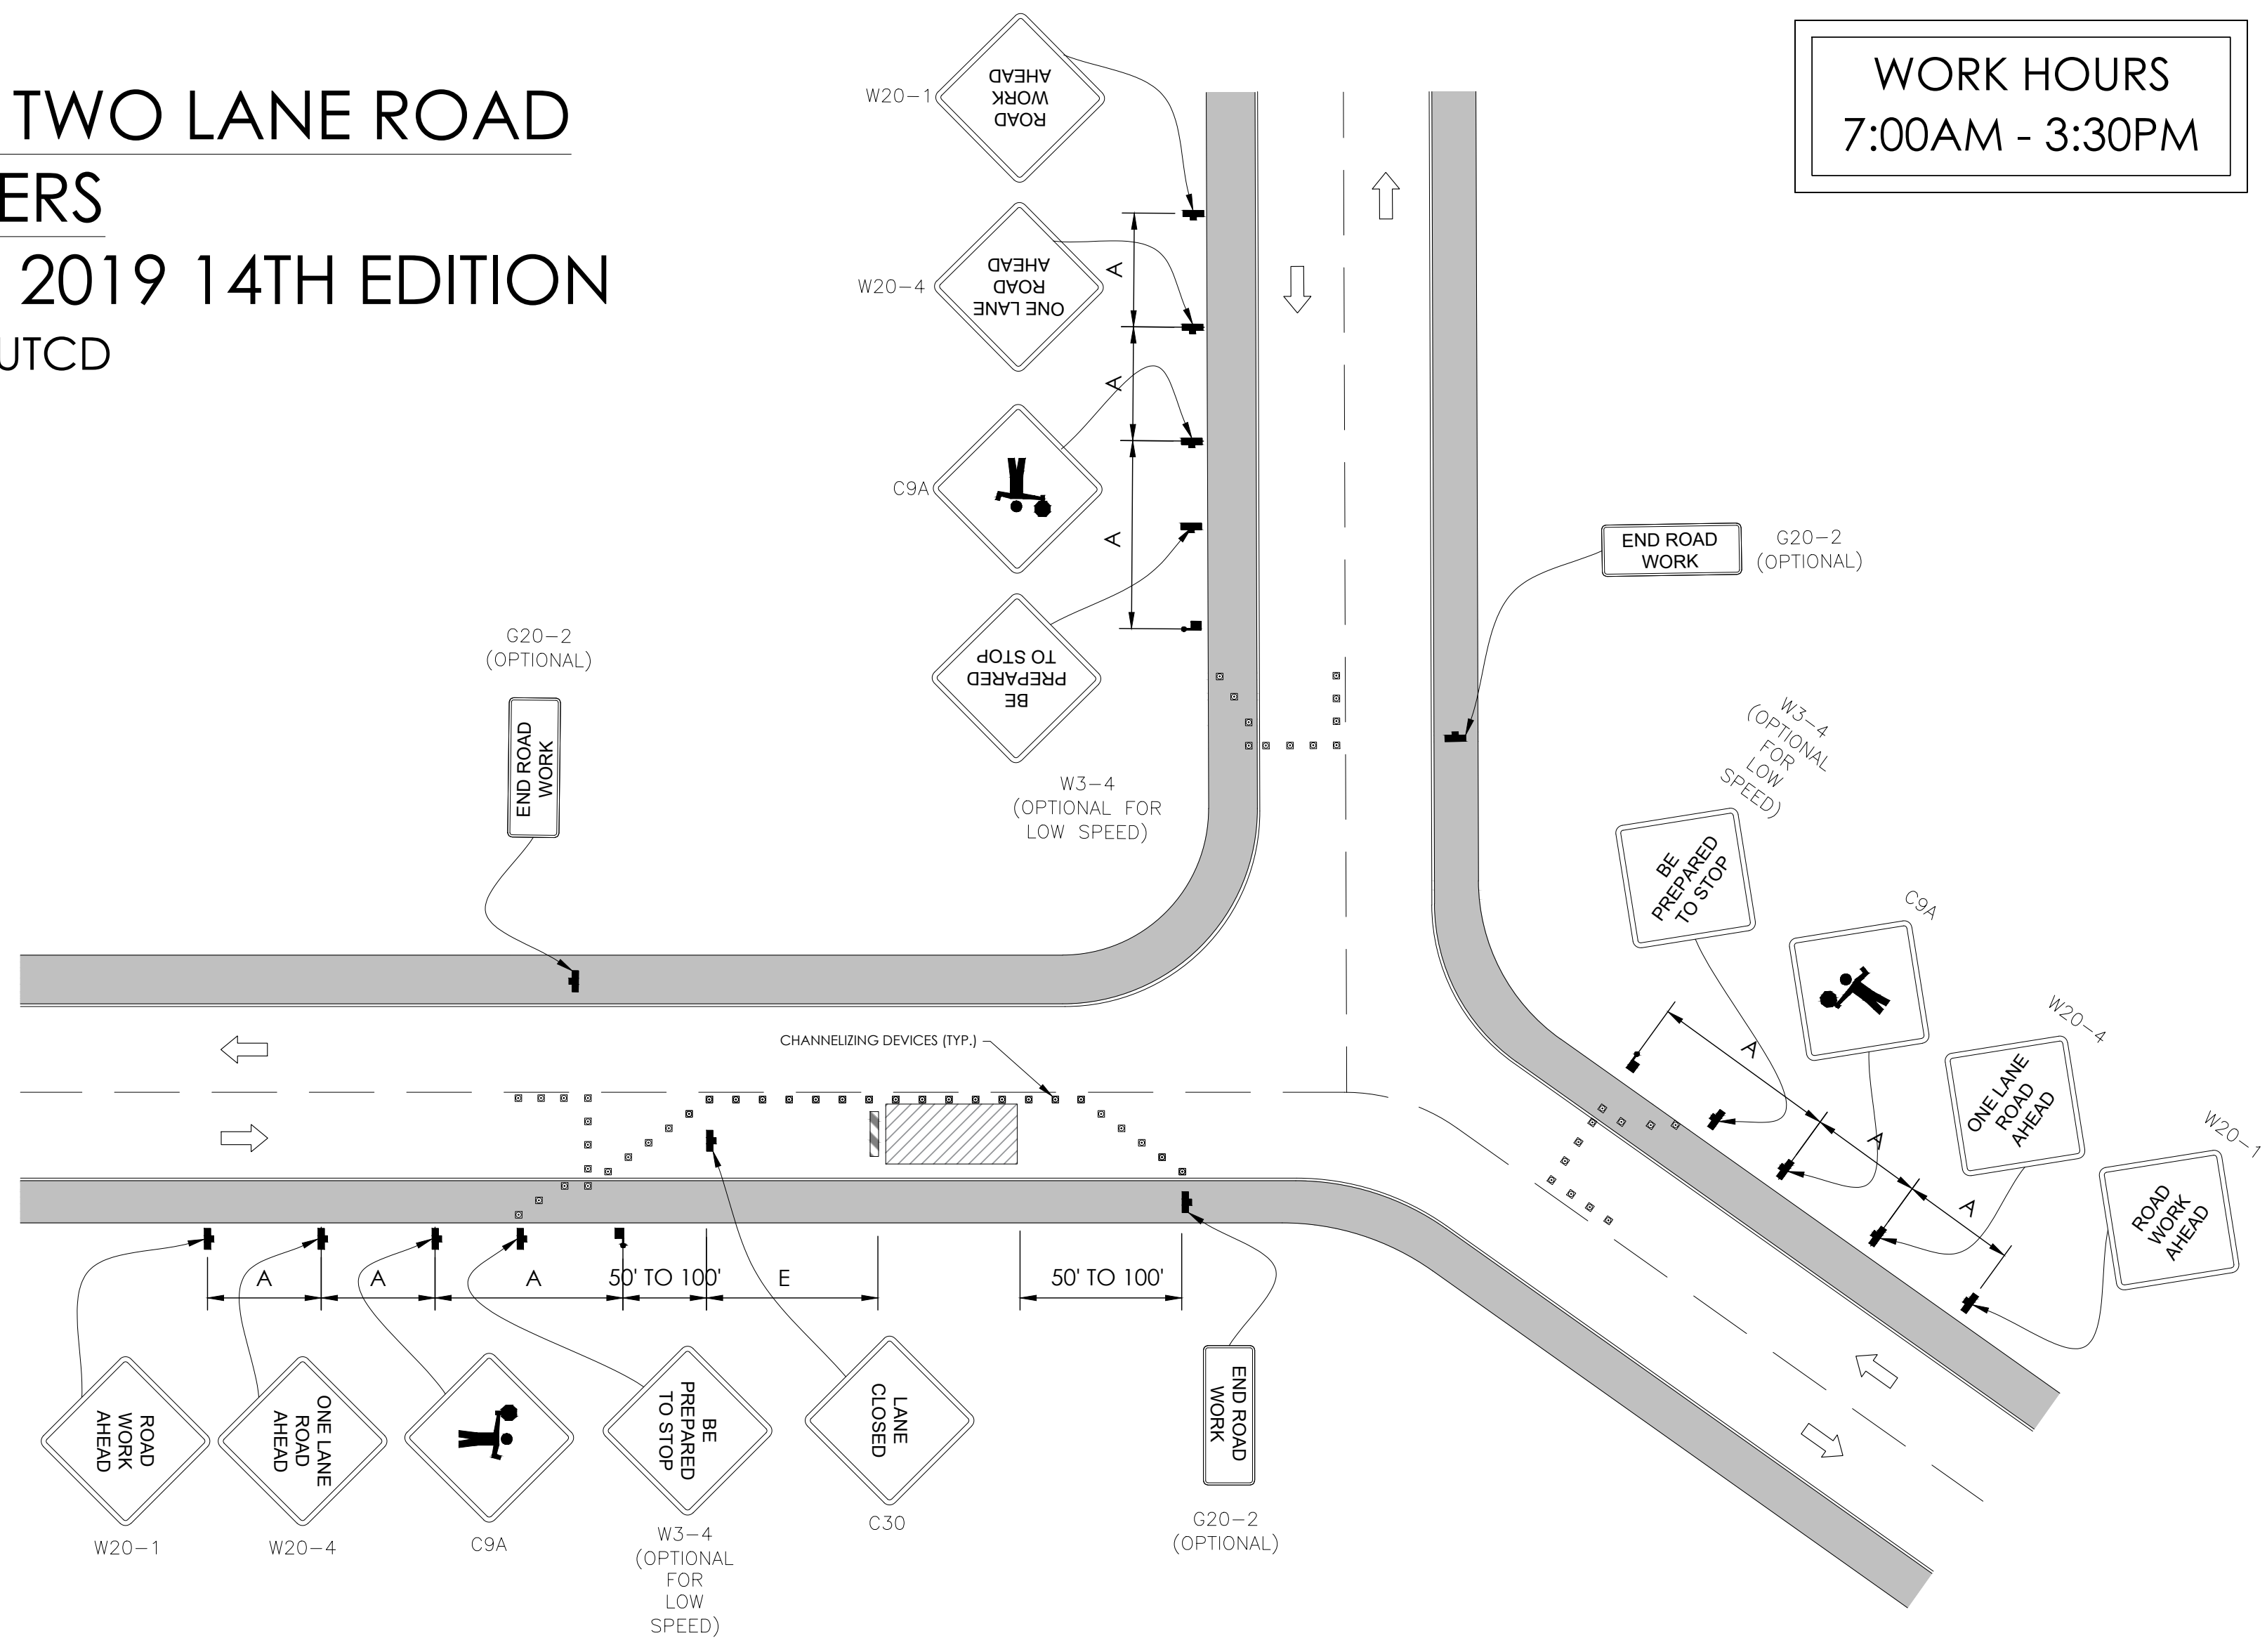 TWO LANE ROAD
ERS
2019 14TH EDITION
UTCD
WORK HOURS
7:00AM - 3:30PM
W20-1
ROAD
WORK
AHEAD
W20-4
ONE LANE
ROAD
AHEAD
A
A
C9A
A
BE
PREPARED
TO STOP
W3-4
(OPTIONAL FOR
LOW SPEED)
END ROAD
WORK
G20-2
(OPTIONAL)
G20-2
(OPTIONAL)
END ROAD
WORK
W3-4
(OPTIONAL
FOR
LOW
SPEED)
BE
PREPARED
TO STOP
C9A
W20-4
ONE LANE
ROAD
AHEAD
W20-1
ROAD
WORK
AHEAD
A
A
A
CHANNELIZING DEVICES (TYP.)
A
A
A
50' TO 100'
E
50' TO 100'
ROAD
WORK
AHEAD
W20-1
ONE LANE
ROAD
AHEAD
W20-4
C9A
BE
PREPARED
TO STOP
W3-4
(OPTIONAL
FOR
LOW
SPEED)
LANE
CLOSED
C30
END ROAD
WORK
G20-2
(OPTIONAL)